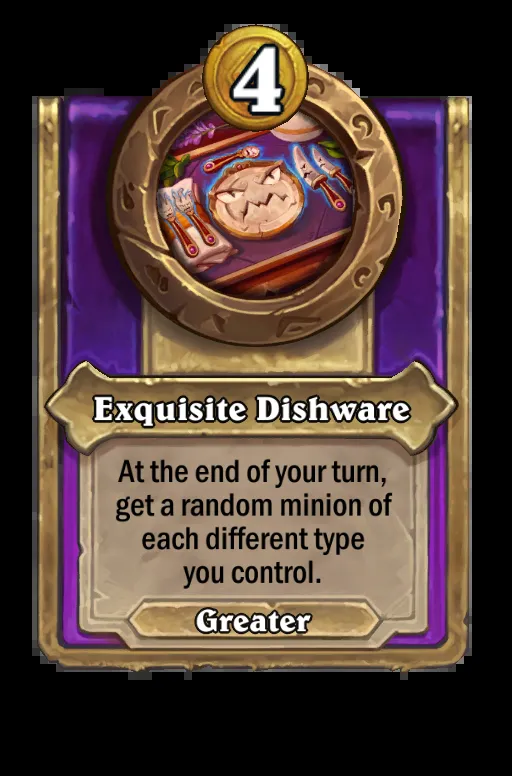 4
Exquisite Dishware
At the end of your turn,
get a random minion of
each different type
you control.
Greater